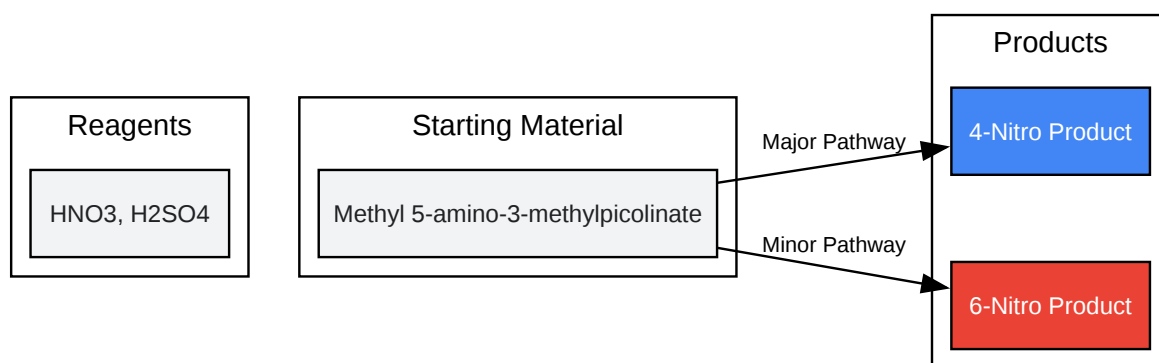 Reagents
HNO3, H2SO4
Starting Material
Methyl 5-amino-3-methylpicolinate
Major Pathway
Minor Pathway
Products
4-Nitro Product
6-Nitro Product